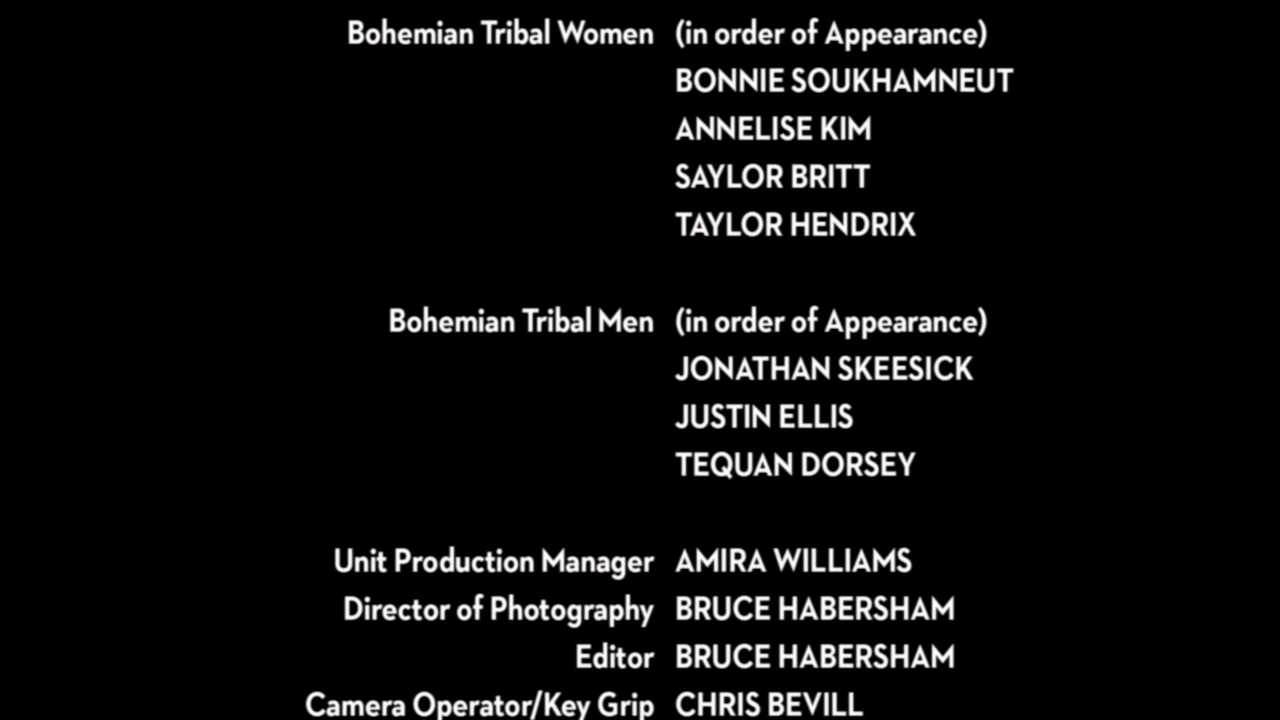 Bohemian Tribal Women (in order of Appearance)
BONNIE SOUKHAMNEUT
ANNELISE KIM
SAYLOR BRITT
TAYLOR HENDRIX
Bohemian Tribal Men (in order of Appearance)
JONATHAN SKEESICK
JUSTIN ELLIS
TEQUAN DORSEY
Unit Production Manager AMIRA WILLIAMS
Director of Photography BRUCE HABERSHAM
Editor BRUCE HABERSHAM
Camera Operator/Key Grip CHRIS BEVILL